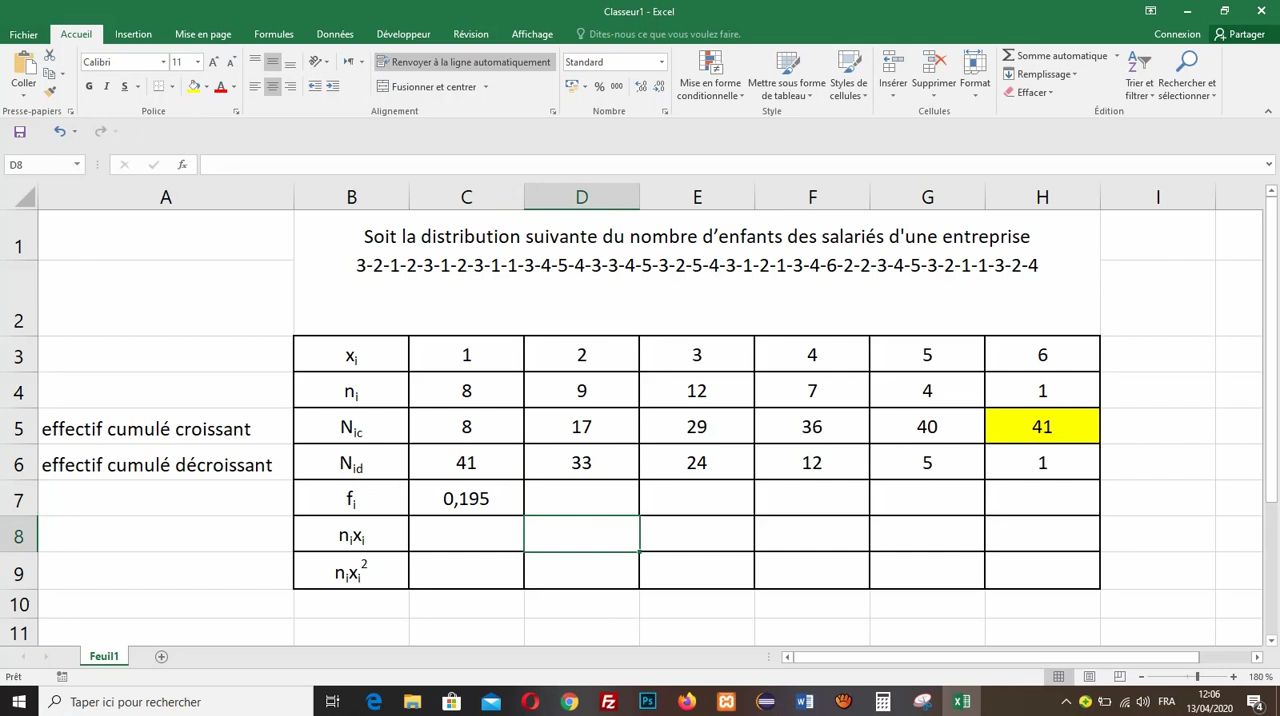 Classeur1 - Excel
Fichier Accueil Insertion Mise en page Formules Données Développeur Révision Affichage Dites-nous ce que vous voulez faire. Connexion Partager
Calibri 11 Renvoyer à la ligne automatiquement Standard Somme automatique
Coller G I S Fusionner et centrer % 000 Mise en forme conditionnelle Mettre sous forme de tableau Styles de cellules Insérer Supprimer Format Remplissage Effacer Trier et filtrer Rechercher et sélectionner
Presse-papiers Police Alignement Nombre Style Cellules Édition
D8 fx
A B C D E F G H I
1 Soit la distribution suivante du nombre d’enfants des salariés d'une entreprise
3-2-1-2-3-1-2-3-1-1-3-4-5-4-3-3-4-5-3-2-5-4-3-1-2-1-3-4-6-2-2-3-4-5-3-2-1-1-3-2-4
2
3 xi 1 2 3 4 5 6
4 ni 8 9 12 7 4 1
5 effectif cumulé croissant Nic 8 17 29 36 40 41
6 effectif cumulé décroissant Nid 41 33 24 12 5 1
7 fi 0,195
8 nixi
9 nixi2
10
11
Feuil1
Prêt 180 %
Taper ici pour rechercher FRA 12:06
13/04/2020